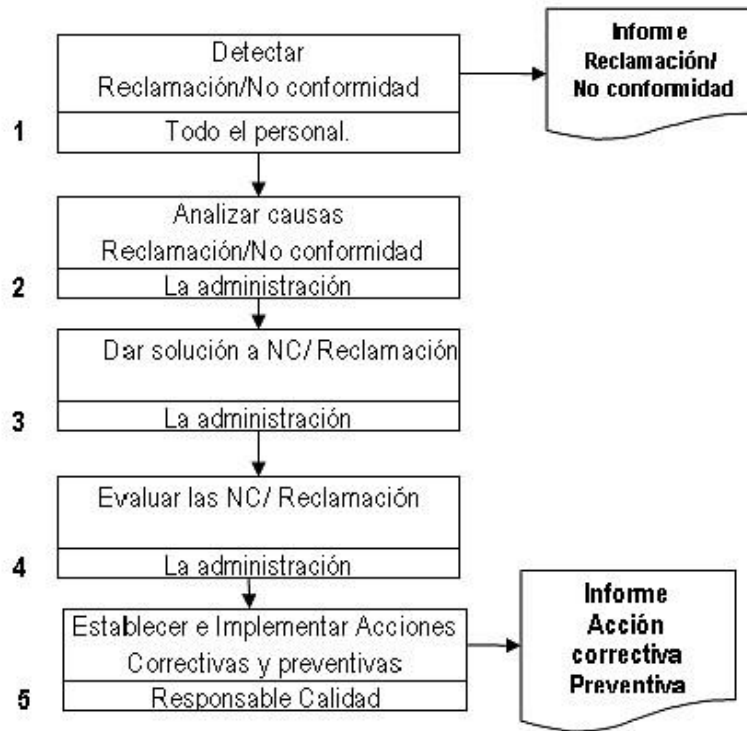 Detectar
Reclamación/No conformidad
1
Todo el personal.
Informe
Reclamación/
No conformidad
Analizar causas
Reclamación/No conformidad
2
La administración
Dar solución a NC/ Reclamación
3
La administración
Evaluar las NC/ Reclamación
4
La administración
Establecer e Implementar Acciones
Correctivas y preventivas
5
Responsable Calidad
Informe
Acción
correctiva
Preventiva